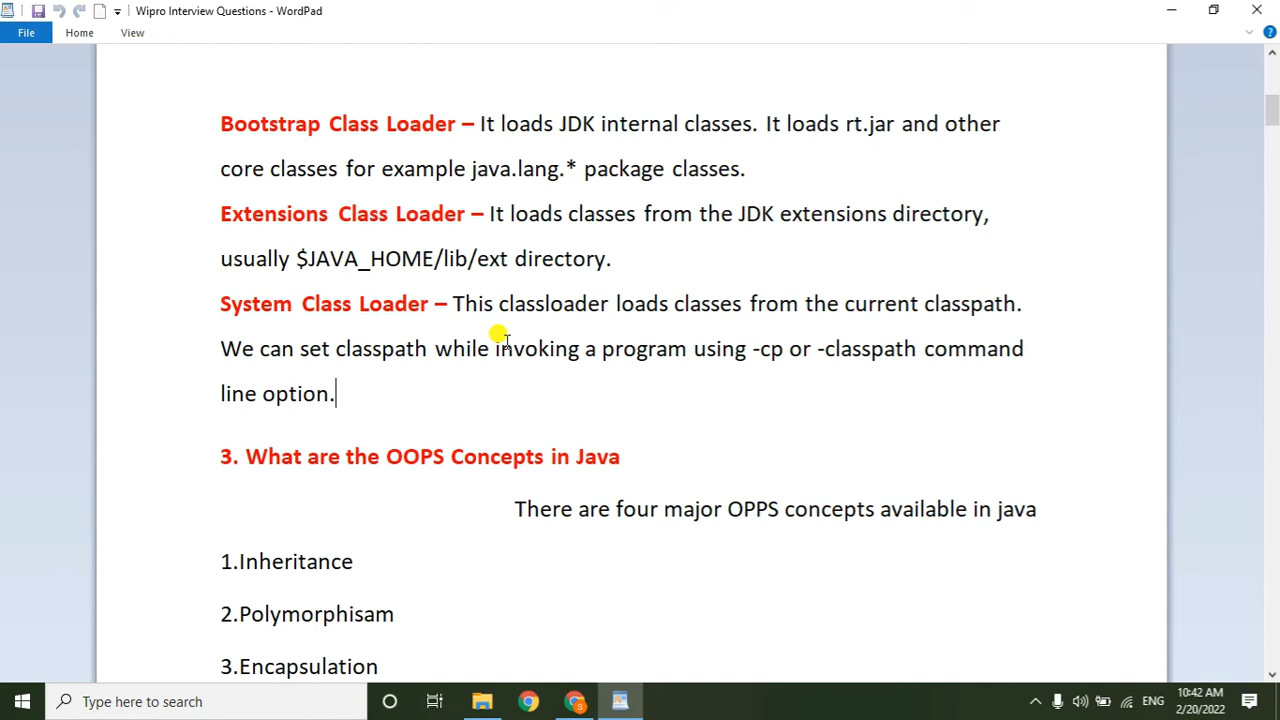 Wipro Interview Questions - WordPad
File Home View
Bootstrap Class Loader – It loads JDK internal classes. It loads rt.jar and other
core classes for example java.lang.* package classes.
Extensions Class Loader – It loads classes from the JDK extensions directory,
usually $JAVA_HOME/lib/ext directory.
System Class Loader – This classloader loads classes from the current classpath.
We can set classpath while invoking a program using -cp or -classpath command
line option.
3. What are the OOPS Concepts in Java
There are four major OPPS concepts available in java
1.Inheritance
2.Polymorphisam
3.Encapsulation
Type here to search
ENG
10:42 AM
2/20/2022